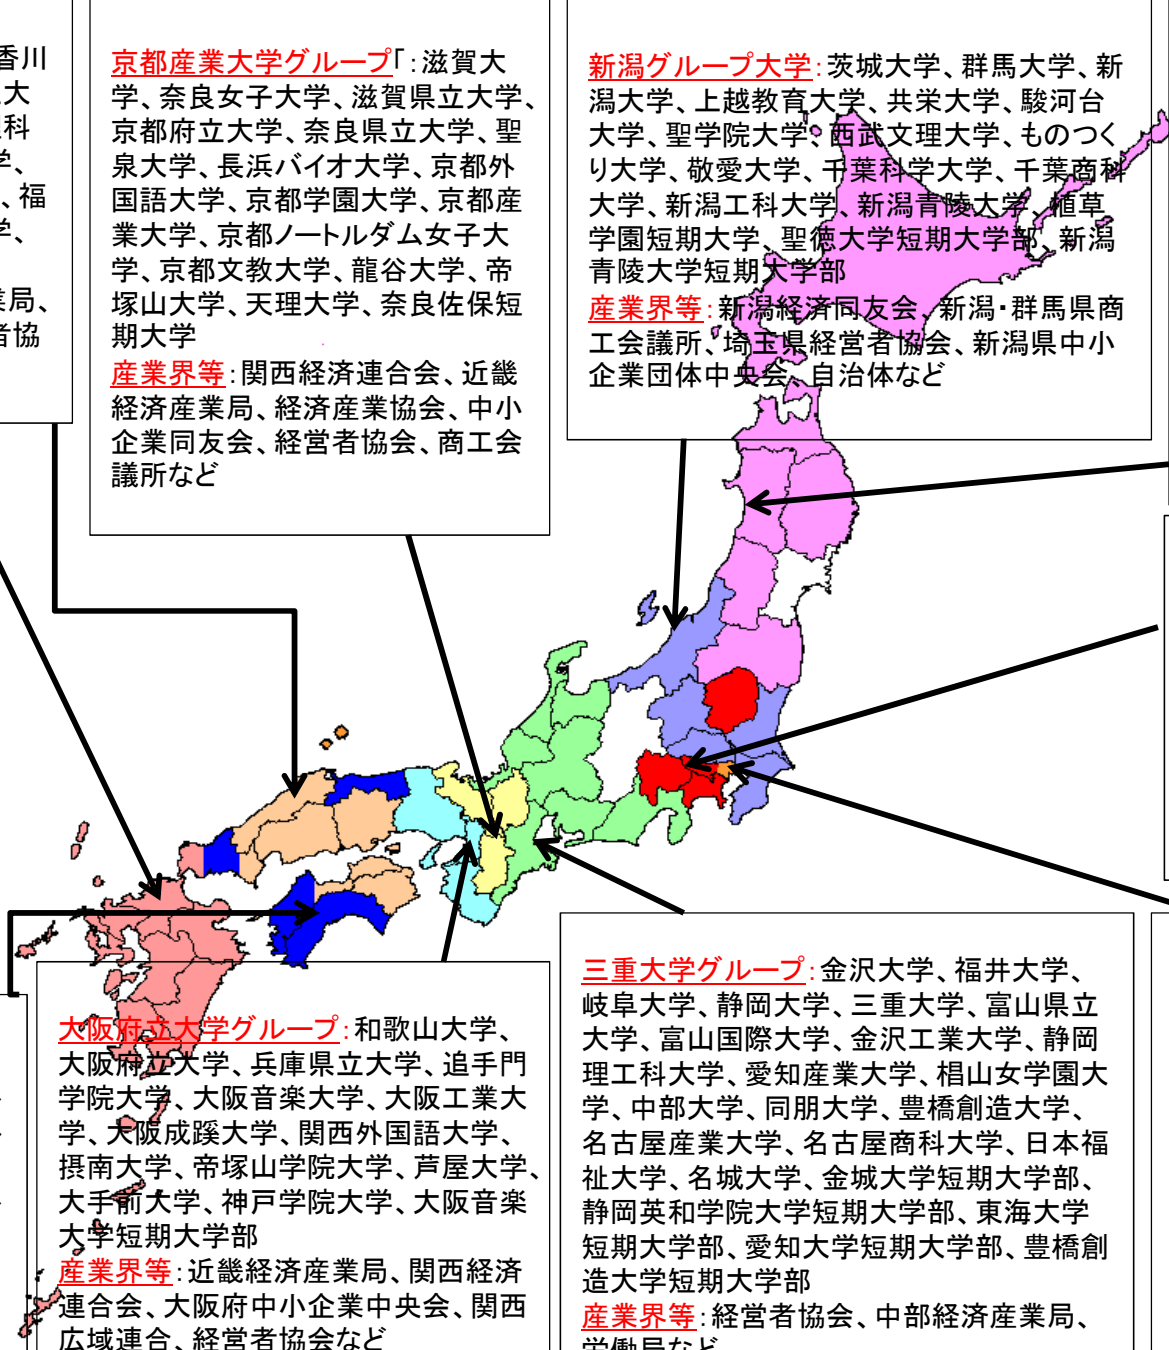 香川
大
科
学、
、福
学、
業局、
者協
京都産業大学グループ「：滋賀大
学、奈良女子大学、滋賀県立大学、
京都府立大学、奈良県立大学、聖
泉大学、長浜バイオ大学、京都外
国語大学、京都学園大学、京都産
業大学、京都ノートルダム女子大
学、京都文教大学、龍谷大学、帝
塚山大学、天理大学、奈良佐保短
期大学
産業界等：関西経済連合会、近畿
経済産業局、経済産業協会、中小
企業同友会、経営者協会、商工会
議所など
新潟グループ大学：茨城大学、群馬大学、新
潟大学、上越教育大学、共栄大学、駿河台
大学、聖学院大学、西武文理大学、ものつく
り大学、敬愛大学、千葉科学大学、千葉商科
大学、新潟工科大学、新潟青陵大学、植草
学園短期大学、聖徳大学短期大学部、新潟
青陵大学短期大学部
産業界等：新潟経済同友会、新潟・群馬県商
工会議所、埼玉県経営者協会、新潟県中小
企業団体中央会、自治体など
大阪府立大学グループ：和歌山大学、
大阪府立大学、兵庫県立大学、追手門
学院大学、大阪音楽大学、大阪工業大
学、大阪成蹊大学、関西外国語大学、
摂南大学、帝塚山学院大学、芦屋大学、
大手前大学、神戸学院大学、大阪音楽
大学短期大学部
産業界等：近畿経済産業局、関西経済
連合会、大阪府中小企業中央会、関西
広域連合、経営者協会など
三重大学グループ：金沢大学、福井大学、
岐阜大学、静岡大学、三重大学、富山県立
大学、富山国際大学、金沢工業大学、静岡
理工科大学、愛知産業大学、椙山女学園大
学、中部大学、同朋大学、豊橋創造大学、
名古屋産業大学、名古屋商科大学、日本福
祉大学、名城大学、金城大学短期大学部、
静岡英和学院大学短期大学部、東海大学
短期大学部、愛知大学短期大学部、豊橋創
造大学短期大学部
産業界等：経営者協会、中部経済産業局、
労働局など